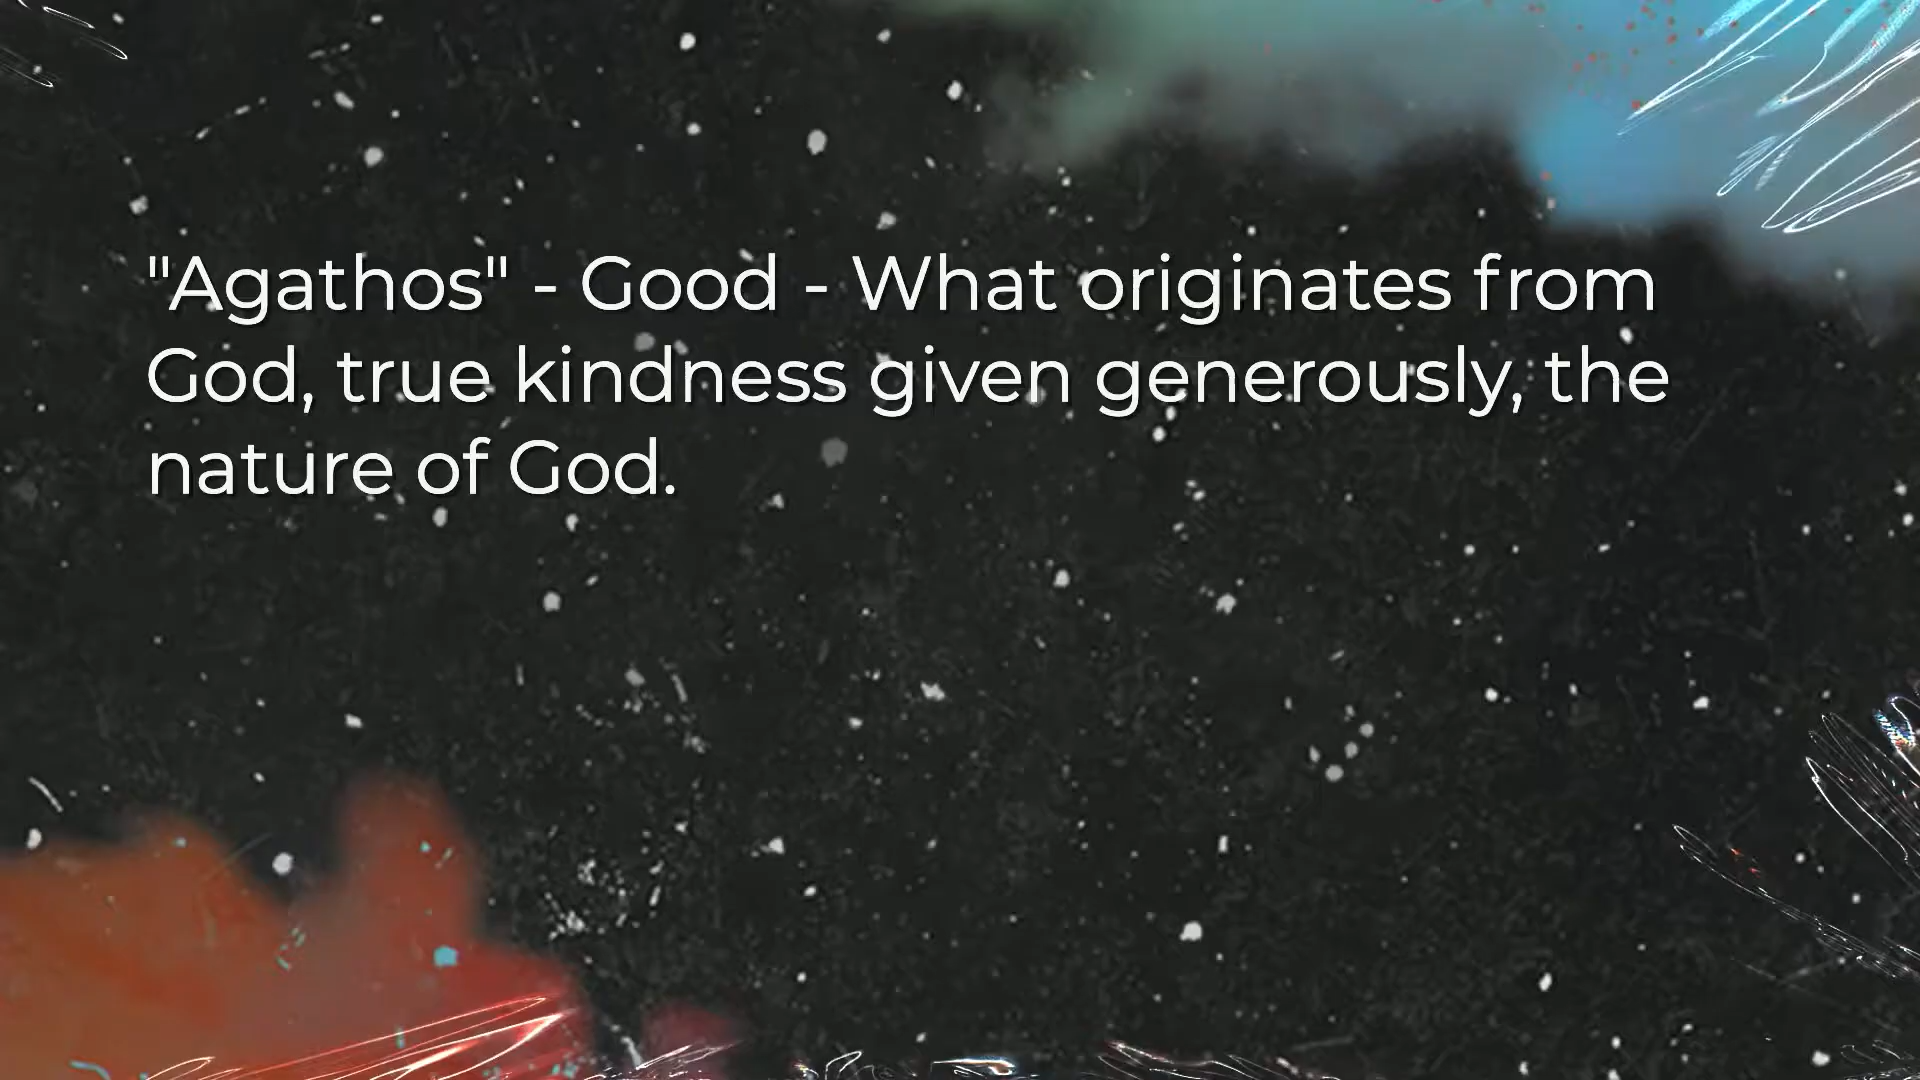 "Agathos" - Good - What originates from
God, true kindness given generously, the
nature of God.